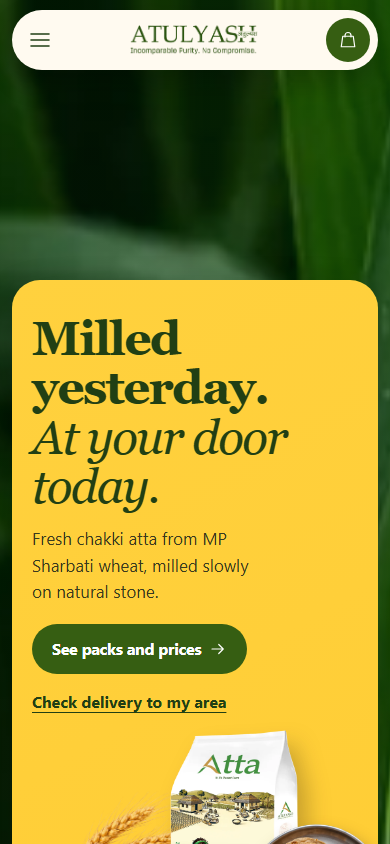 ATULYASH
Incomparable Purity. No Compromise.
Milled
yesterday.
At your door
today.
Fresh chakki atta from MP
Sharbati wheat, milled slowly
on natural stone.
See packs and prices →
Check delivery to my area
Atta